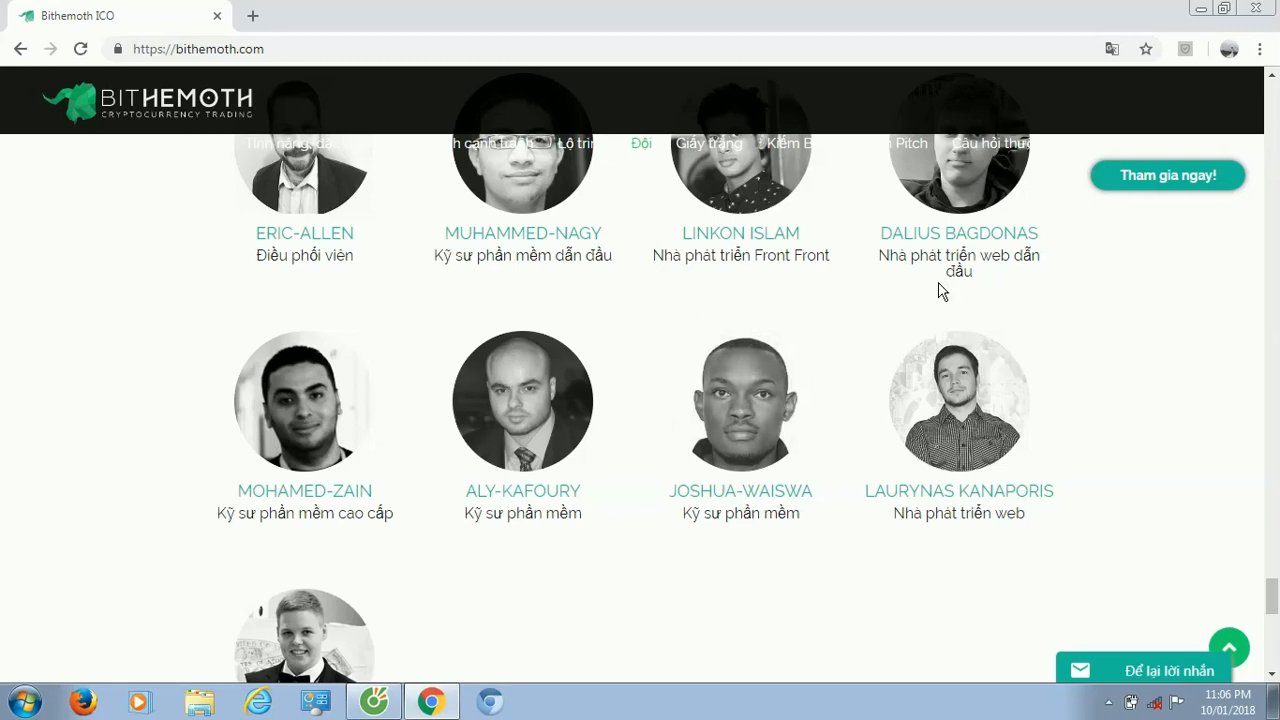 Bithemoth ICO
https://bithemoth.com
BITHEMOTH
CRYPTOCURRENCY TRADING
Đội Giấy trắng Pitch
Tham gia ngay!
ERIC-ALLEN MUHAMMED-NAGY LINKON ISLAM DALIUS BAGDONAS
Điều phối viên Kỹ sư phần mềm dẫn đầu Nhà phát triển Front Front Nhà phát triển web dẫn
đầu
MOHAMED-ZAIN ALY-KAFOURY JOSHUA-WAISWA LAURYNAS KANAPORIS
Kỹ sư phần mềm cao cấp Kỹ sư phần mềm Kỹ sư phần mềm Nhà phát triển web
Để lại lời nhắn
11:06 PM
10/01/2018